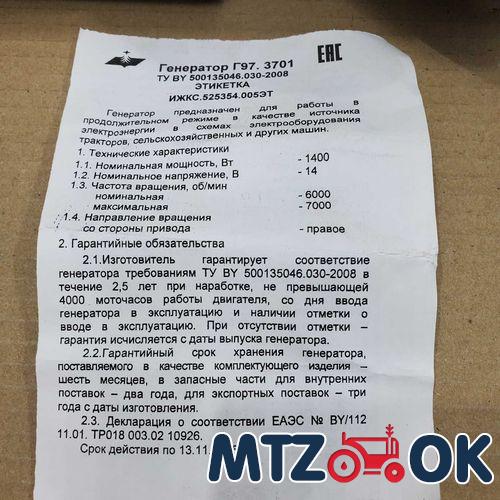 Генератор Г97. 3701
ТУ BY 500135046.030-2008
ЭТИКЕТКА
ИЖКС.525354.005ЭТ
EAC
Генератор предназначен для работы в
продолжительном режиме в качестве источника
электроэнергии в схемах электрооборудования
тракторов, сельскохозяйственных и других машин.
1. Технические характеристики
1.1. Номинальная мощность, Вт - 1400
1.2. Номинальное напряжение, В - 14
1.3. Частота вращения, об/мин
номинальная - 6000
максимальная - 7000
1.4. Направление вращения
со стороны привода - правое
2. Гарантийные обязательства
2.1.Изготовитель гарантирует соответствие
генератора требованиям ТУ BY 500135046.030-2008 в
течение 2,5 лет при наработке, не превышающей
4000 моточасов работы двигателя, со дня ввода
генератора в эксплуатацию и наличии отметки о
вводе в эксплуатацию. При отсутствии отметки –
гарантия исчисляется с даты выпуска генератора.
2.2.Гарантийный срок хранения генератора,
поставляемого в качестве комплектующего изделия –
шесть месяцев, в запасные части для внутренних
поставок – два года, для экспортных поставок – три
года с даты изготовления.
2.3. Декларация о соответствии ЕАЭС № BY/112
11.01. ТР018 003.02 10926.
Срок действия по 13.11.
MTZ OK